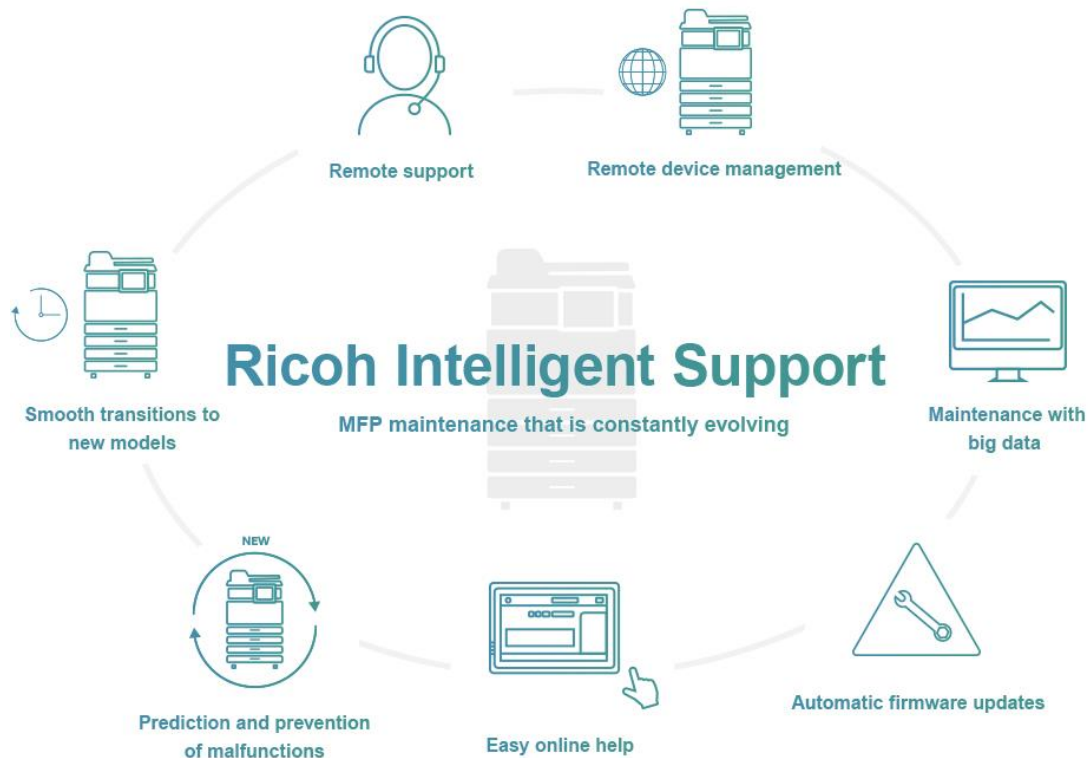 Remote support
Remote device management
Ricoh Intelligent Support
MFP maintenance that is constantly evolving
Smooth transitions to
new models
Maintenance with
big data
NEW
Prediction and prevention
of malfunctions
Easy online help
Automatic firmware updates